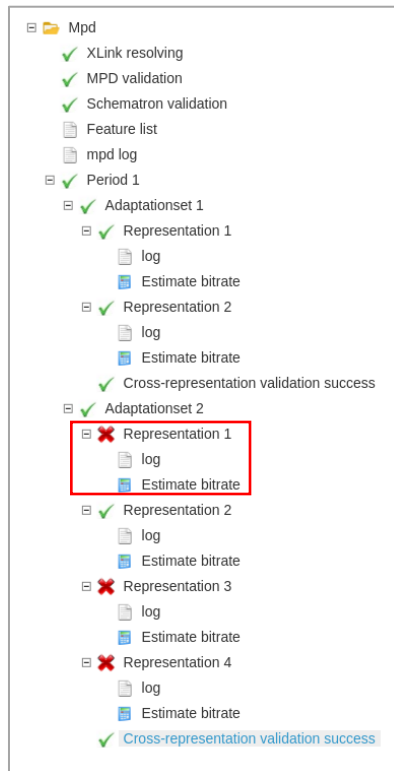 Mpd
XLink resolving
MPD validation
Schematron validation
Feature list
mpd log
Period 1
Adaptationset 1
Representation 1
log
Estimate bitrate
Representation 2
log
Estimate bitrate
Cross-representation validation success
Adaptationset 2
Representation 1
log
Estimate bitrate
Representation 2
log
Estimate bitrate
Representation 3
log
Estimate bitrate
Representation 4
log
Estimate bitrate
Cross-representation validation success